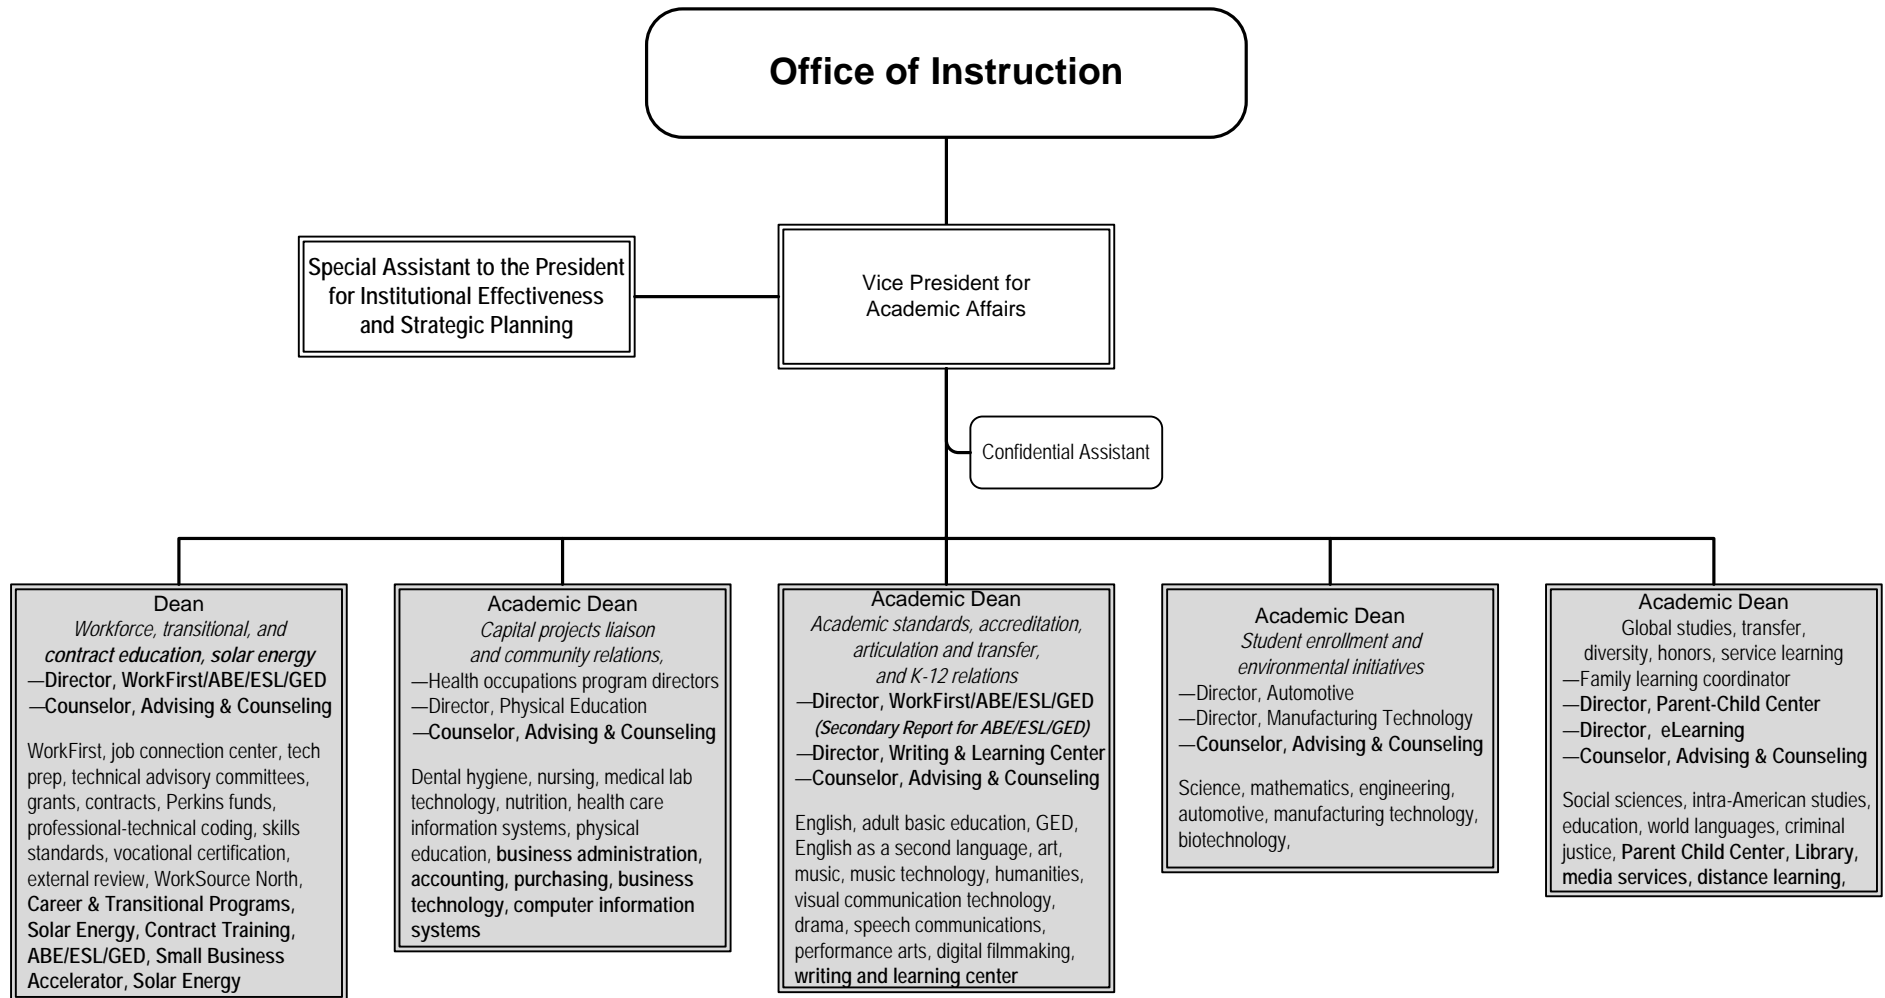 Office of Instruction
Special Assistant to the President
for Institutional Effectiveness
and Strategic Planning
Vice President for
Academic Affairs
Confidential Assistant
Dean
Workforce, transitional, and
contract education, solar energy
—Director, WorkFirst/ABE/ESL/GED
—Counselor, Advising & Counseling
WorkFirst, job connection center, tech
prep, technical advisory committees,
grants, contracts, Perkins funds,
professional-technical coding, skills
standards, vocational certification,
external review, WorkSource North,
Career & Transitional Programs,
Solar Energy, Contract Training,
ABE/ESL/GED, Small Business
Accelerator, Solar Energy
Academic Dean
Capital projects liaison
and community relations,
—Health occupations program directors
—Director, Physical Education
—Counselor, Advising & Counseling
Dental hygiene, nursing, medical lab
technology, nutrition, health care
information systems, physical
education, business administration,
accounting, purchasing, business
technology, computer information
systems
Academic Dean
Academic standards, accreditation,
articulation and transfer,
and K-12 relations
—Director, WorkFirst/ABE/ESL/GED
(Secondary Report for ABE/ESL/GED)
—Director, Writing & Learning Center
—Counselor, Advising & Counseling
English, adult basic education, GED,
English as a second language, art,
music, music technology, humanities,
visual communication technology,
drama, speech communications,
performance arts, digital filmmaking,
writing and learning center
Academic Dean
Student enrollment and
environmental initiatives
—Director, Automotive
—Director, Manufacturing Technology
—Counselor, Advising & Counseling
Science, mathematics, engineering,
automotive, manufacturing technology,
biotechnology,
Academic Dean
Global studies, transfer,
diversity, honors, service learning
—Family learning coordinator
—Director, Parent-Child Center
—Director, eLearning
—Counselor, Advising & Counseling
Social sciences, intra-American studies,
education, world languages, criminal
justice, Parent Child Center, Library,
media services, distance learning,